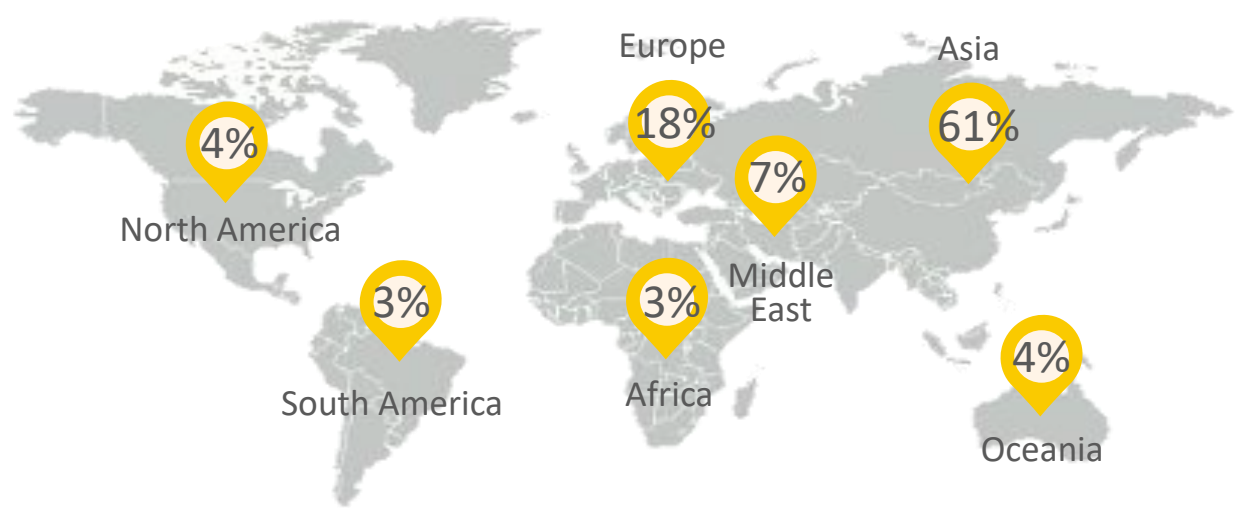 Europe
18%
Asia
61%
4%
North America
7%
Middle
East
3%
South America
3%
Africa
4%
Oceania